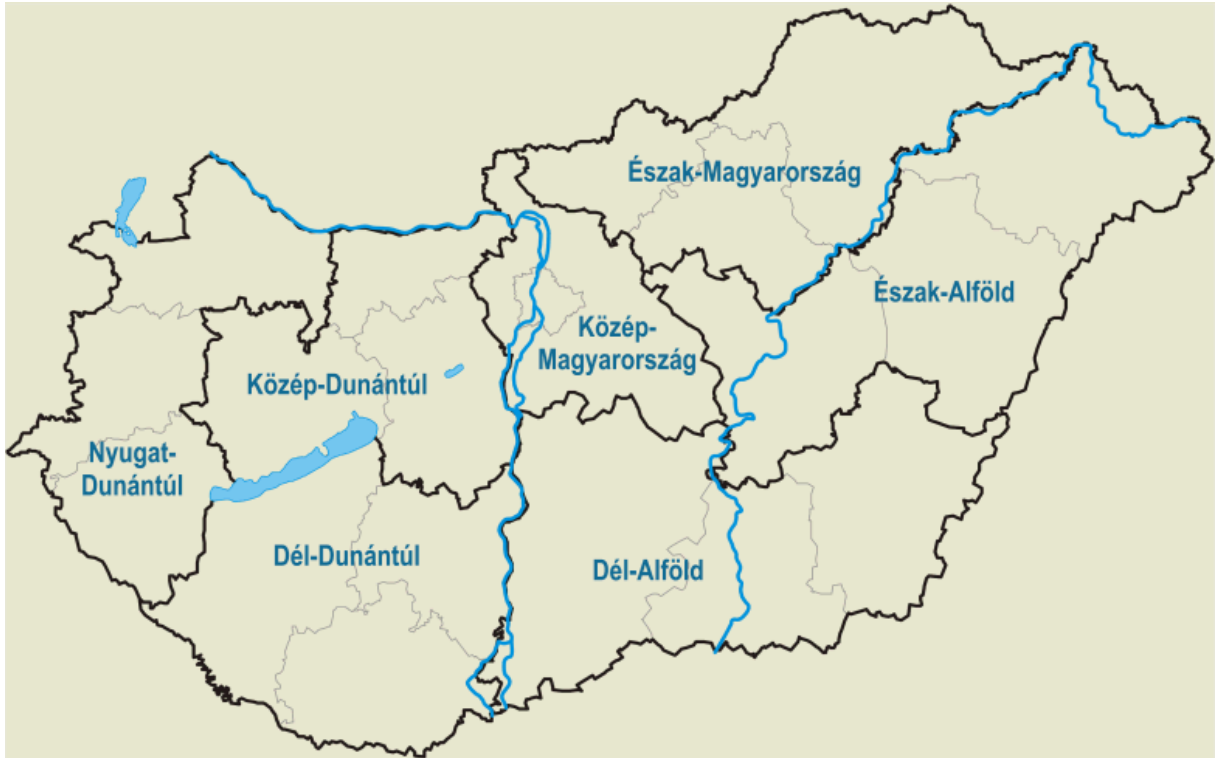 Észak-Magyarország
Észak-Alföld
Közép-
Magyarország
Közép-Dunántúl
Nyugat-
Dunántúl
Dél-Dunántúl
Dél-Alföld